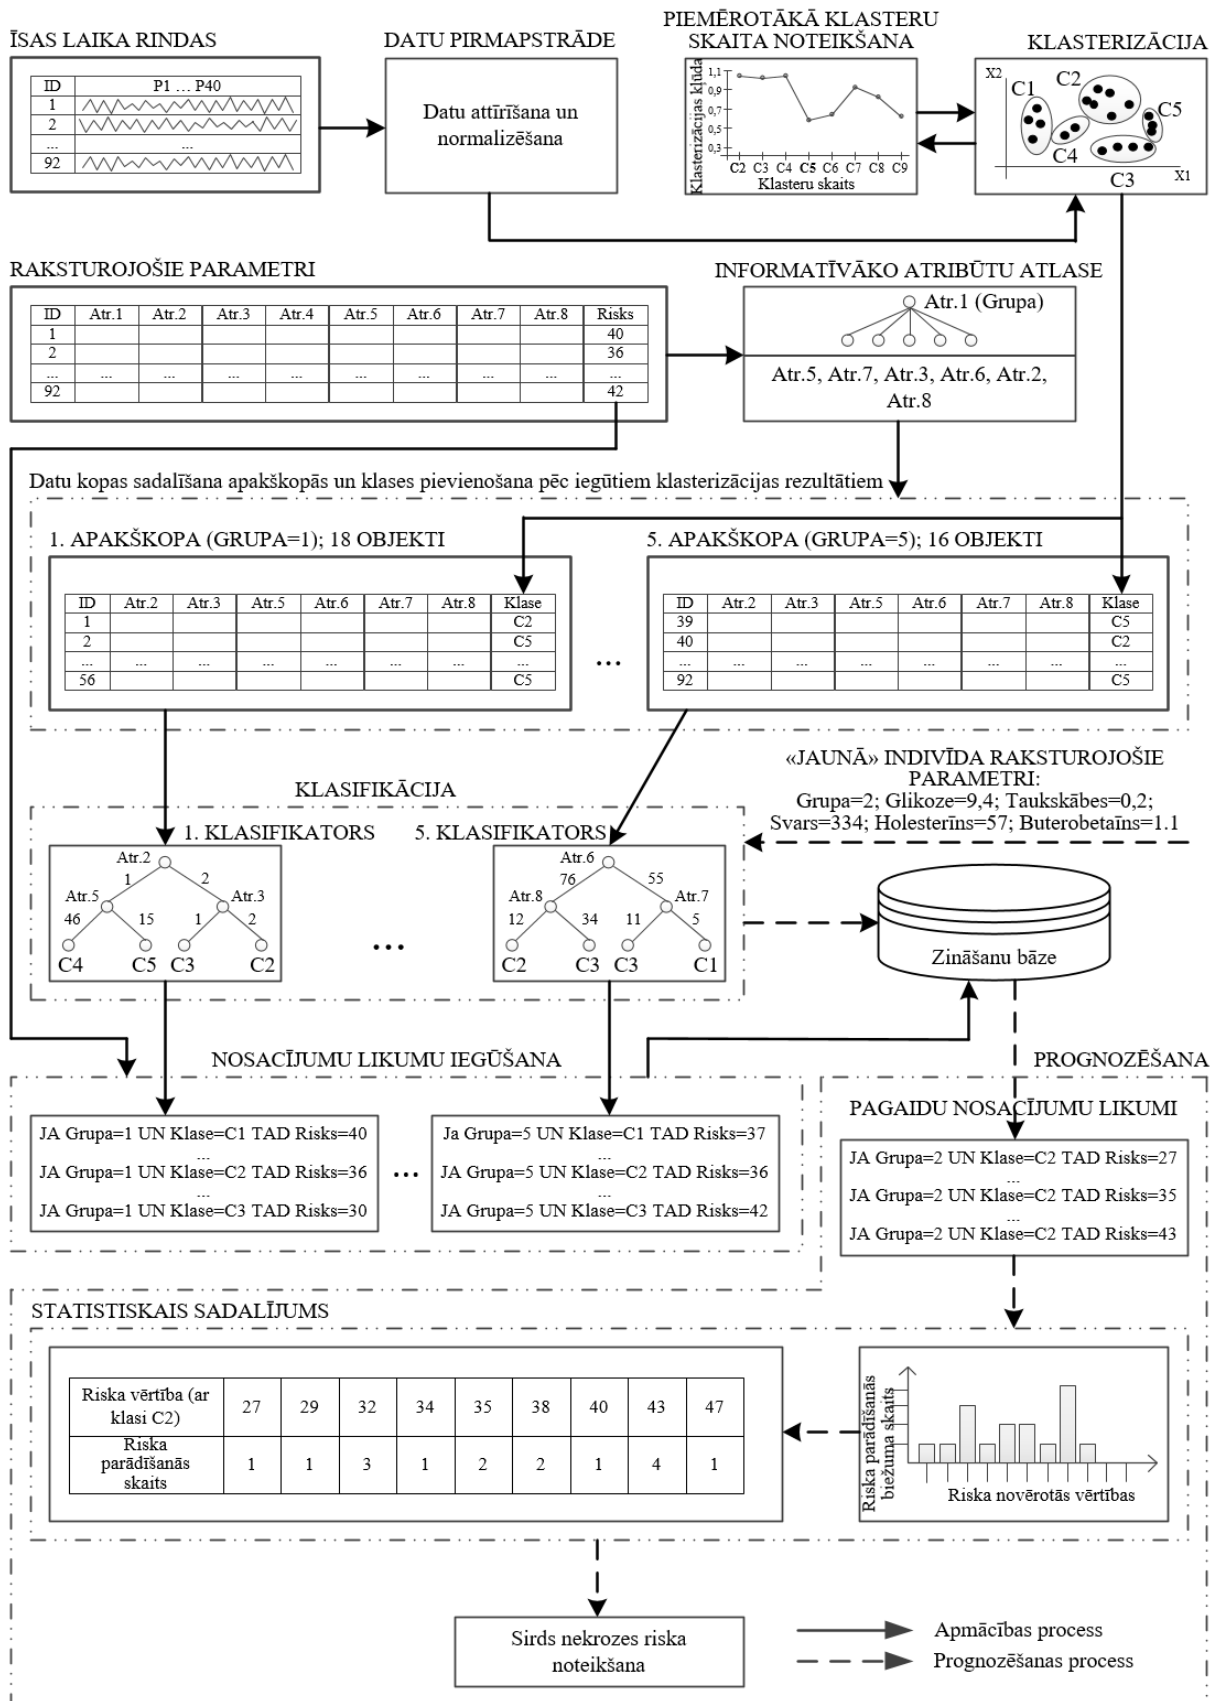 ĪSAS LAIKA RINDAS
ID P1 ... P40
1
2
... ...
92
DATU PIRMAPSTRĀDE
Datu attīrīšana un
normalizēšana
PIEMĒROTĀKĀ KLASTERU
SKAITA NOTEIKŠANA
Klasterizācijas kļūda
1,1
0,9
0,7
0,5
0,3
C2 C3 C4 C5 C6 C7 C8 C9
Klasteru skaits
KLASTERIZĀCIJA
X2
C1
C2
C5
C4
C3
X1
RAKSTUROJOŠIE PARAMETRI
ID Atr.1 Atr.2 Atr.3 Atr.4 Atr.5 Atr.6 Atr.7 Atr.8 Risks
1 40
2 36
... ... ... ... ... ... ... ... ... ...
92 42
INFORMATĪVĀKO ATRIBŪTU ATLASE
Atr.1 (Grupa)
Atr.5, Atr.7, Atr.3, Atr.6, Atr.2,
Atr.8
Datu kopas sadalīšana apakškopās un klases pievienošana pēc iegūtiem klasterizācijas rezultātiem
1. APAKŠKOPA (GRUPA=1); 18 OBJEKTI
ID Atr.2 Atr.3 Atr.5 Atr.6 Atr.7 Atr.8 Klase
1 C2
2 C5
... ... ... ... ... ... ... ...
56 C5
...
5. APAKŠKOPA (GRUPA=5); 16 OBJEKTI
ID Atr.2 Atr.3 Atr.5 Atr.6 Atr.7 Atr.8 Klase
39 C5
40 C2
... ... ... ... ... ... ... ...
92 C5
«JAUNĀ» INDIVĪDA RAKSTUROJOŠIE
PARAMETRI:
Grupa=2; Glikoze=9,4; Taukskābes=0,2;
Svars=334; Holesterīns=57; Buterobetaīns=1.1
KLASIFIKĀCIJA
1. KLASIFIKATORS
Atr.2
1 2
Atr.5 Atr.3
46 15 1 2
C4 C5 C3 C2
...
5. KLASIFIKATORS
Atr.6
76 55
Atr.8 Atr.7
12 34 11 5
C2 C3 C3 C1
Zināšanu bāze
NOSACĪJUMU LIKUMU IEGŪŠANA
JA Grupa=1 UN Klase=C1 TAD Risks=40
...
JA Grupa=1 UN Klase=C2 TAD Risks=36
...
JA Grupa=1 UN Klase=C3 TAD Risks=30
...
Ja Grupa=5 UN Klase=C1 TAD Risks=37
...
JA Grupa=5 UN Klase=C2 TAD Risks=36
...
JA Grupa=5 UN Klase=C3 TAD Risks=42
PROGNOZĒŠANA
PAGAIDU NOSACĪJUMU LIKUMI
JA Grupa=2 UN Klase=C2 TAD Risks=27
...
JA Grupa=2 UN Klase=C2 TAD Risks=35
...
JA Grupa=2 UN Klase=C2 TAD Risks=43
STATISTISKAIS SADALĪJUMS
Riska vērtība (ar
klasi C2)
27 29 32 34 35 38 40 43 47
Riska
parādīšanās
skaits
1 1 3 1 2 2 1 4 1
Riska parādīšanās
biežuma skaits
Riska novērotās vērtības
Sirds nekrozes riska
noteikšana
Apmācības process
Prognozēšanas process